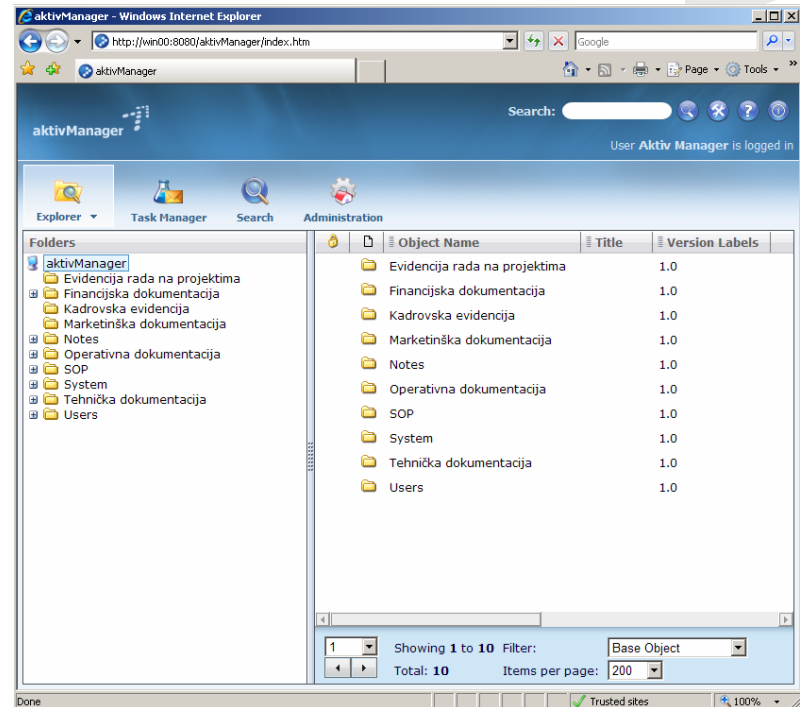 aktivManager - Windows Internet Explorer
http://win00:8080/aktivManager/index.htm
Google
aktivManager
Page
Tools
»
aktivManager
Search:
User Aktiv Manager is logged in
Explorer
Task Manager
Search
Administration
Folders
aktivManager
Evidencija rada na projektima
Financijska dokumentacija
Kadrovska evidencija
Marketinška dokumentacija
Notes
Operativna dokumentacija
SOP
System
Tehnička dokumentacija
Users
Object Name Title Version Labels
Evidencija rada na projektima 1.0
Financijska dokumentacija 1.0
Kadrovska evidencija 1.0
Marketinška dokumentacija 1.0
Notes 1.0
Operativna dokumentacija 1.0
SOP 1.0
System 1.0
Tehnička dokumentacija 1.0
Users 1.0
1 Showing 1 to 10 Filter: Base Object
Total: 10 Items per page: 200
Done Trusted sites 100%